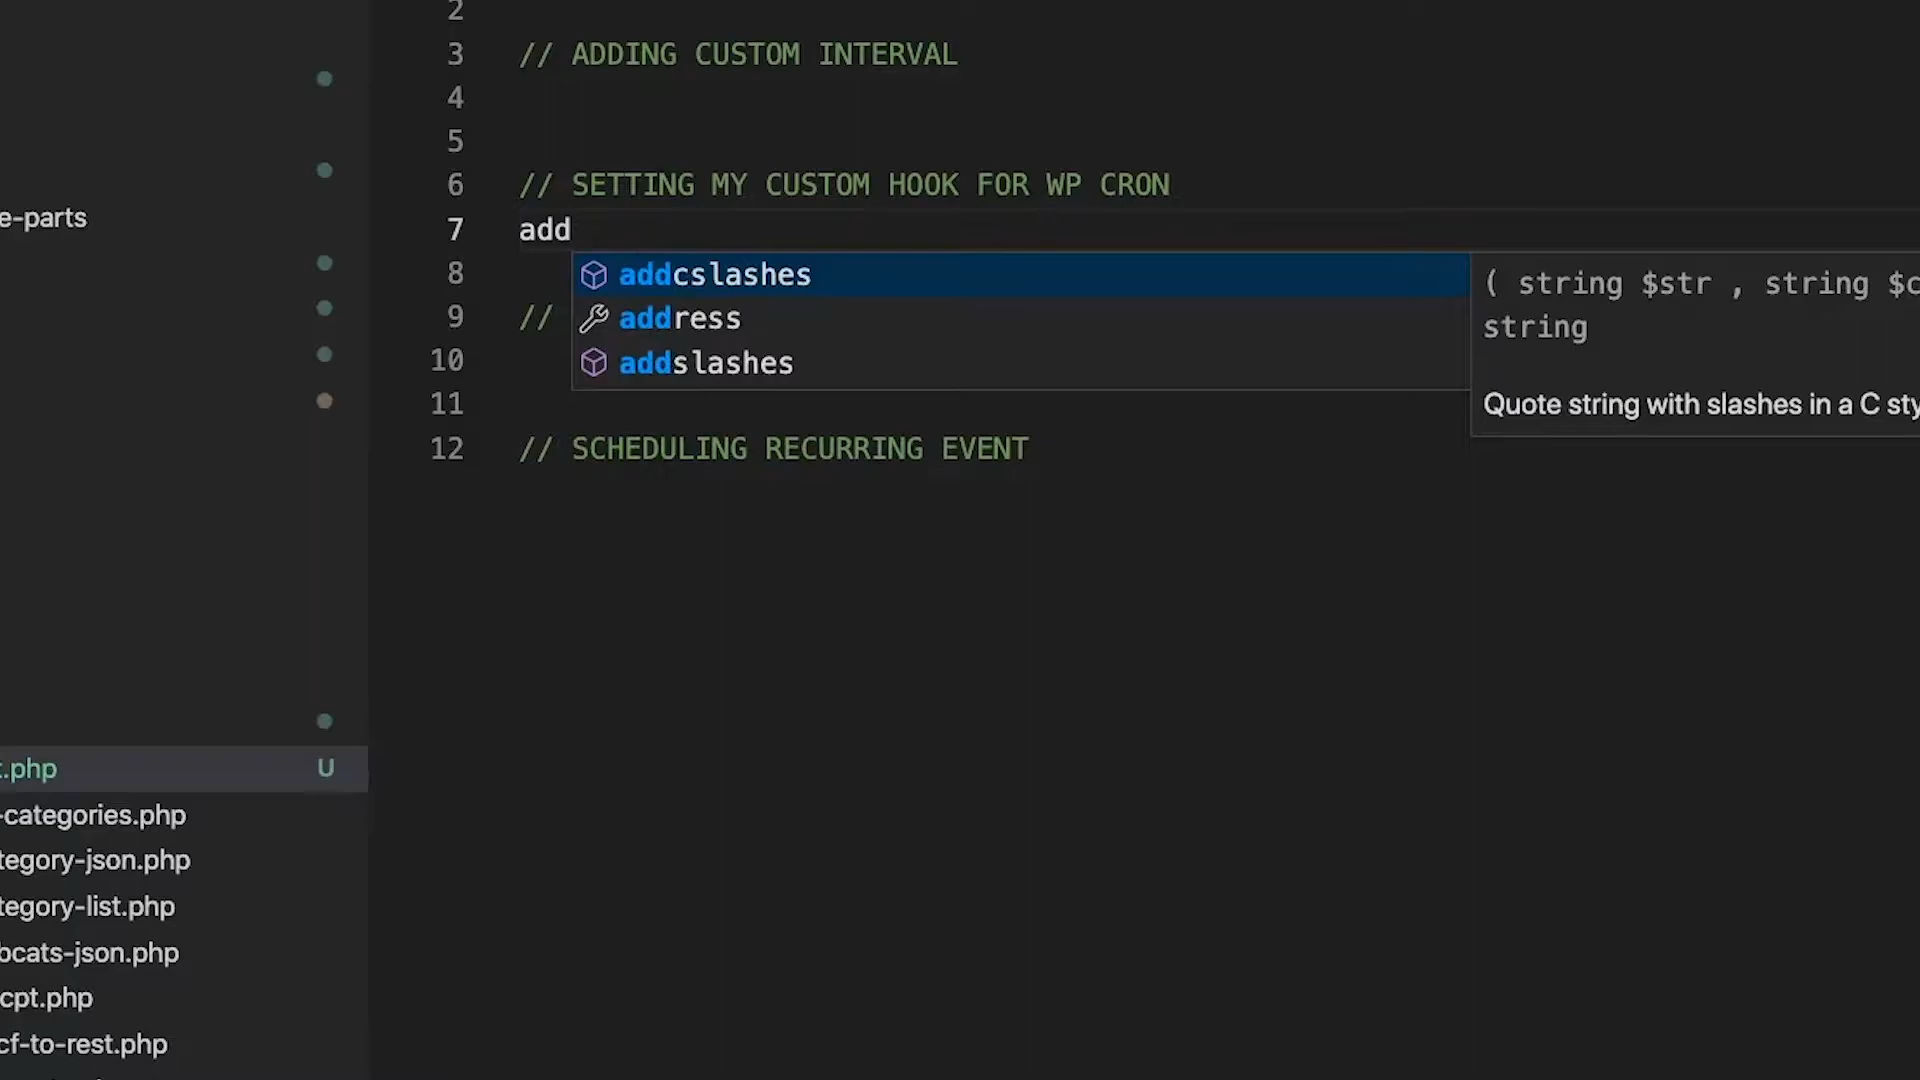 2
3 // ADDING CUSTOM INTERVAL
4
5
6 // SETTING MY CUSTOM HOOK FOR WP CRON
7 add
8 addcslashes
9 // address
10 addslashes
11
12 // SCHEDULING RECURRING EVENT
( string $str , string $c
string
Quote string with slashes in a C sty
e-parts
.php U
-categories.php
tegory-json.php
tegory-list.php
bcats-json.php
cpt.php
cf-to-rest.php